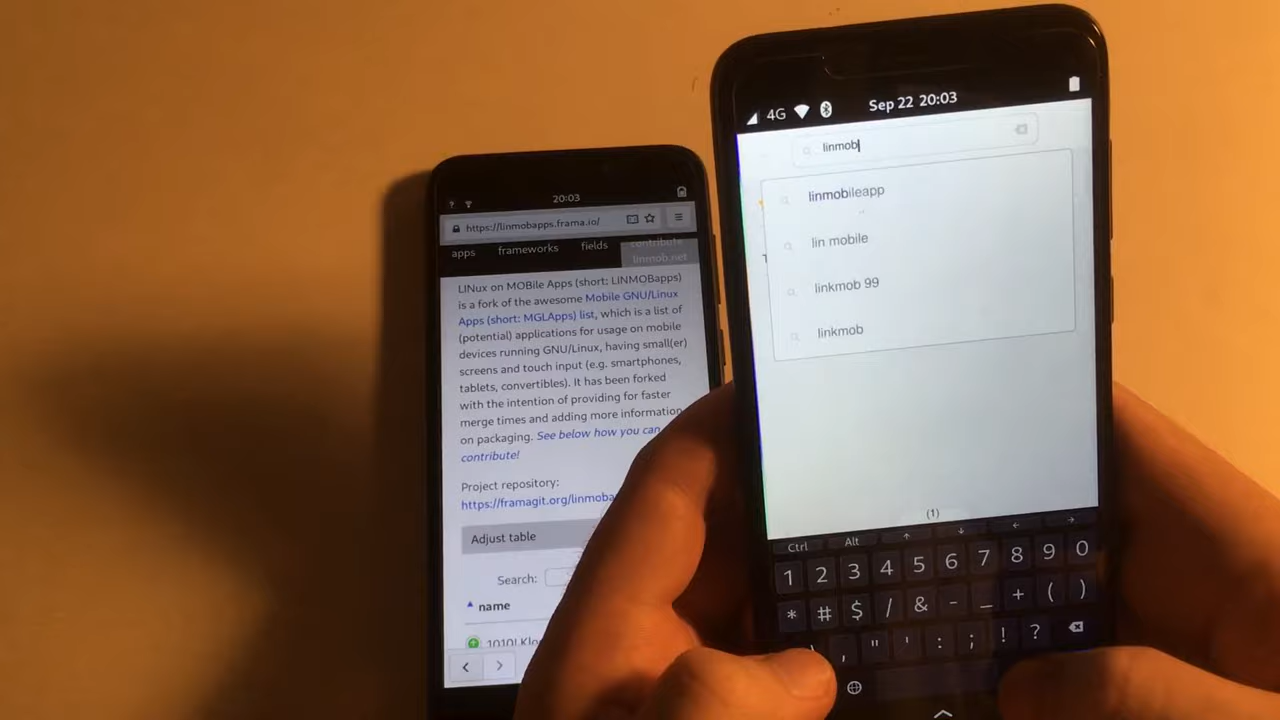 20:03
https://linmobapps.frama.io/
apps frameworks fields contribute
linmob.net
LINux on MOBile Apps (short: LINMOBapps)
is a fork of the awesome Mobile GNU/Linux
Apps (short: MGLApps) list, which is a list of
(potential) applications for usage on mobile
devices running GNU/Linux, having small(er)
screens and touch input (e.g. smartphones,
tablets, convertibles). It has been forked
with the intention of providing for faster
merge times and adding more information
on packaging. See below how you can
contribute!
Project repository:
https://framagit.org/linmoba
Adjust table
Search:
name
4G Sep 22 20:03
linmob
linmobileapp
lin mobile
linkmob 99
linkmob
(1)
Ctrl Alt ↑ ↓ ← →
1 2 3 4 5 6 7 8 9 0
* # $ / & - _ + ( )
, " ' : ; ! ?